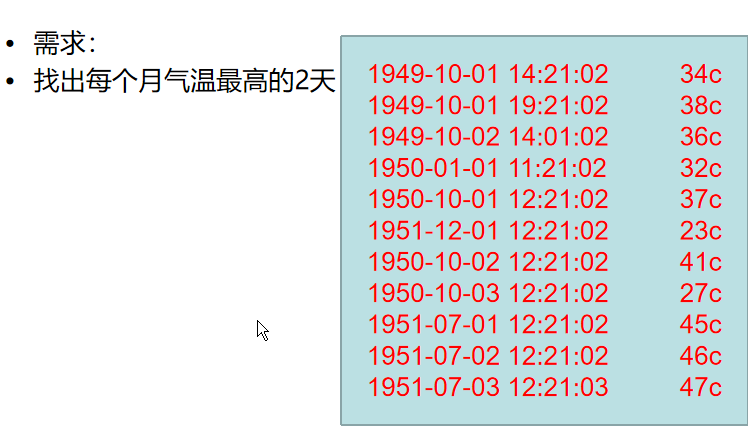 • 需求：
• 找出每个月气温最高的2天
1949-10-01 14:21:02 34c
1949-10-01 19:21:02 38c
1949-10-02 14:01:02 36c
1950-01-01 11:21:02 32c
1950-10-01 12:21:02 37c
1951-12-01 12:21:02 23c
1950-10-02 12:21:02 41c
1950-10-03 12:21:02 27c
1951-07-01 12:21:02 45c
1951-07-02 12:21:02 46c
1951-07-03 12:21:03 47c